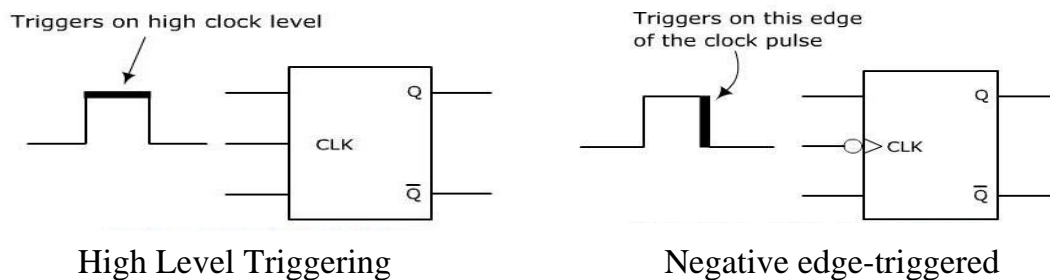 Triggers on high clock level
Q
CLK
Q̅
High Level Triggering
Triggers on this edge
of the clock pulse
Q
CLK
Q̅
Negative edge-triggered